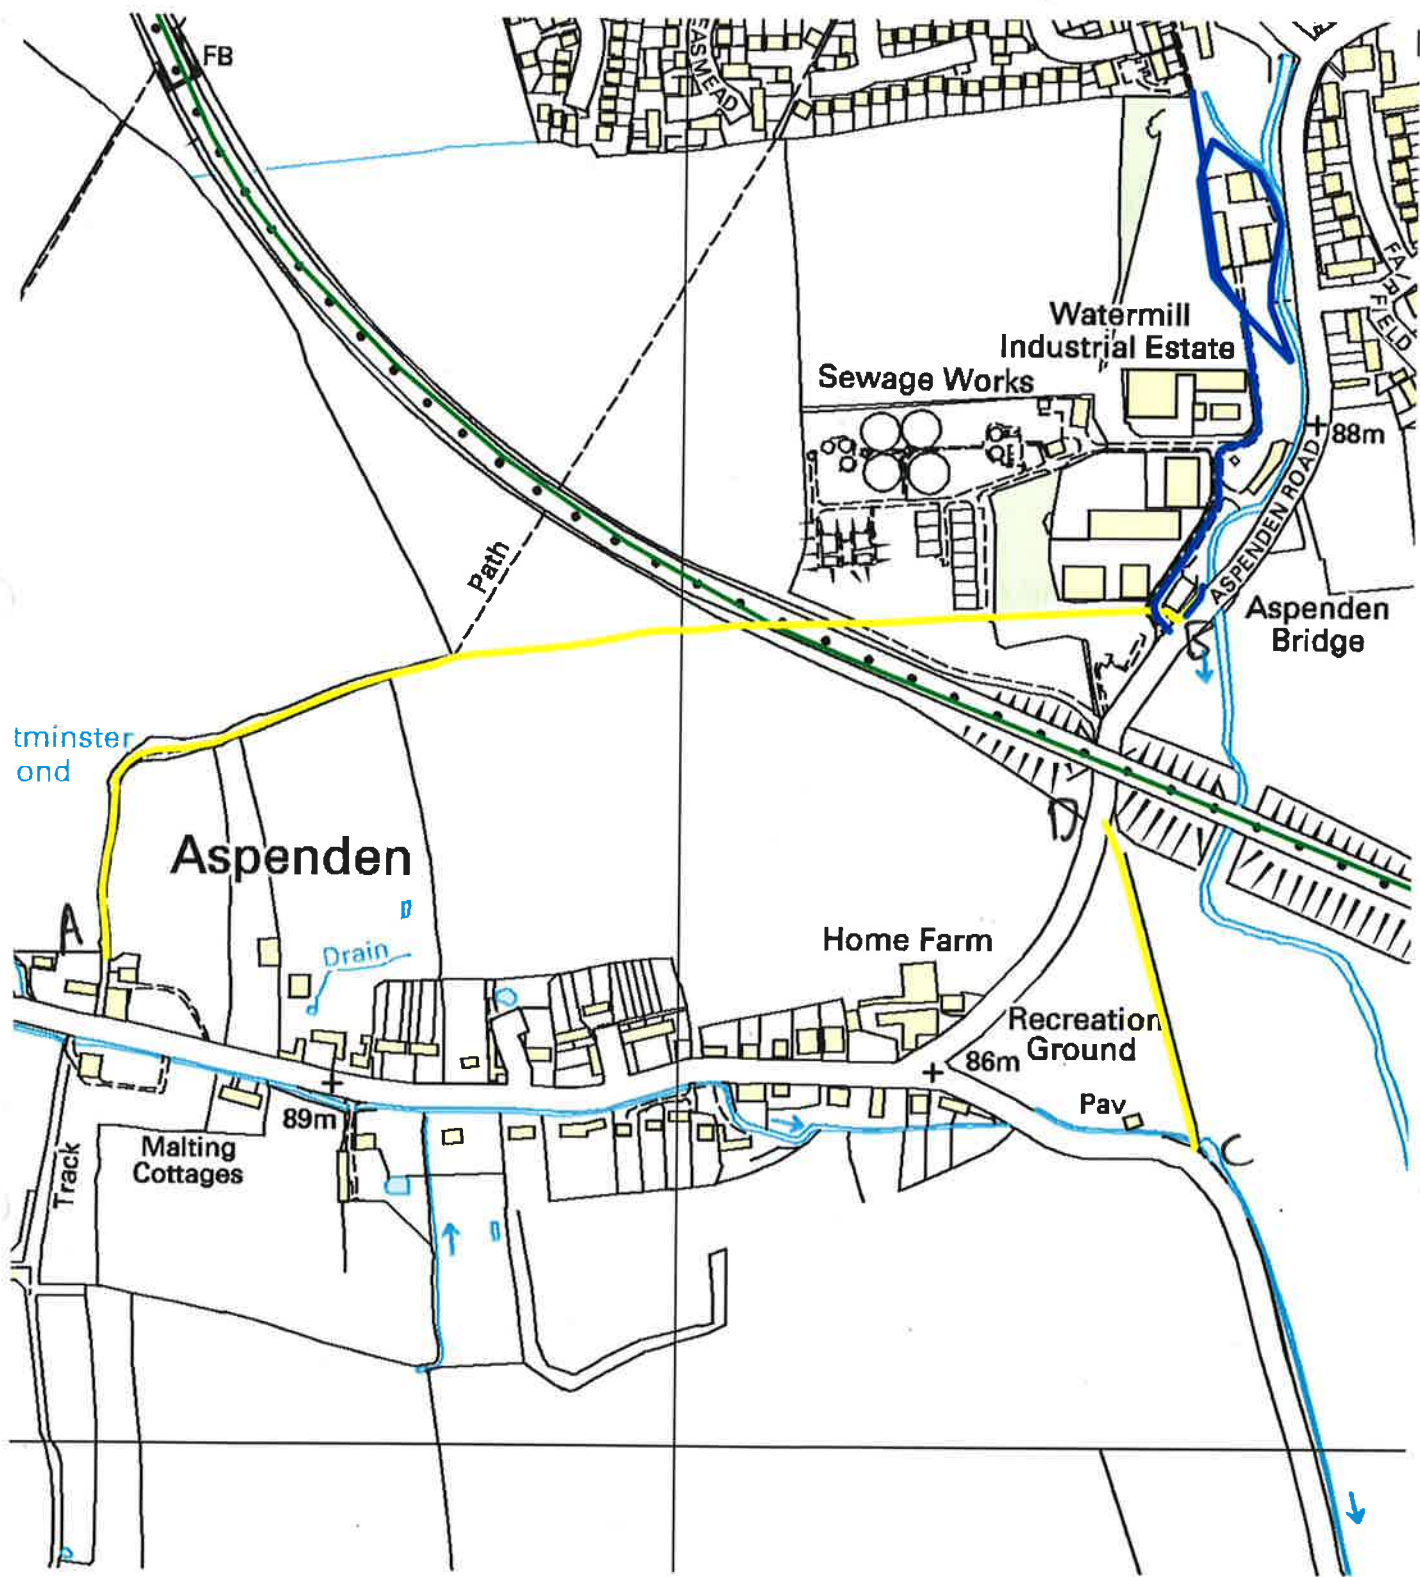 FB
EASMEAD
FAIRFIELD
Watermill
Industrial Estate
Sewage Works
88m
ASPENDEN ROAD
Path
Aspenden
Bridge
B
tminster
ond
D
Aspenden
A
Drain
Home Farm
Recreation
Ground
86m
Pav
C
89m
Malting
Cottages
Track